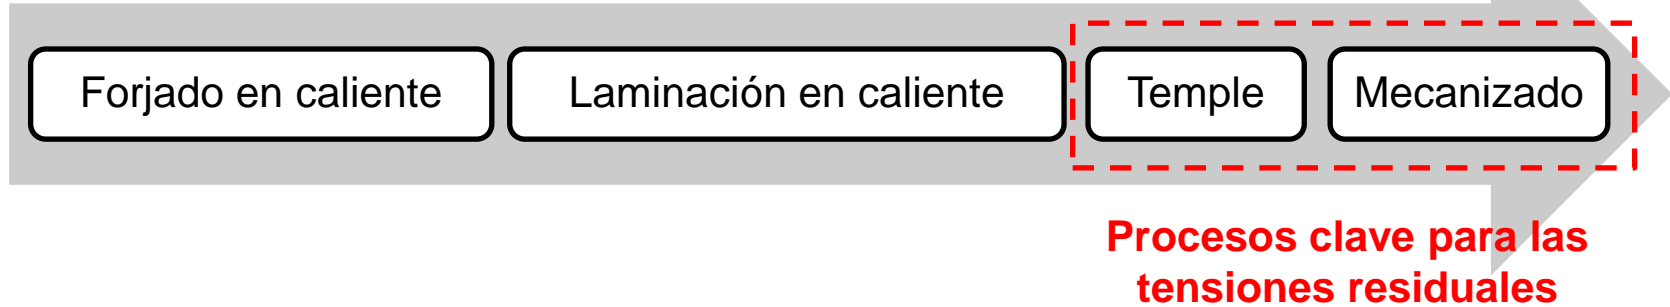 Forjado en caliente
Laminación en caliente
Temple
Mecanizado
Procesos clave para las
tensiones residuales